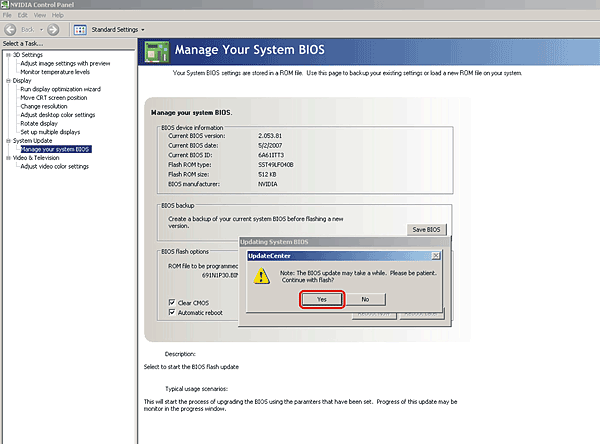 NVIDIA Control Panel
File Edit View Help
Back
Standard Settings
Select a Task...
3D Settings
Adjust image settings with preview
Monitor temperature levels
Display
Run display optimization wizard
Move CRT screen position
Change resolution
Adjust desktop color settings
Rotate display
Set up multiple displays
System Update
Manage your system BIOS
Video & Television
Adjust video color settings
Manage Your System BIOS
Your System BIOS settings are stored in a ROM file. Use this page to backup your existing settings or load a new ROM file on your system.
Manage your system BIOS.
BIOS device information
Current BIOS version: 2.053.81
Current BIOS date: 5/2/2007
Current BIOS ID: 6A61ITT3
Flash ROM type: SST49LF040B
Flash ROM size: 512 KB
BIOS manufacturer: NVIDIA
BIOS backup
Create a backup of your current system BIOS before flashing a new
version.
Save BIOS
Updating System BIOS
BIOS flash options
UpdateCenter
ROM file to be programmed
691N1P30.BIN
Note: The BIOS update may take a while. Please be patient.
Continue with flash?
Yes No
Clear CMOS
Automatic reboot
Description:
Select to start the BIOS flash update
Typical usage scenarios:
This will start the process of upgrading the BIOS using the paramters that have been set. Progress of this update may be
monitor in the progress window.